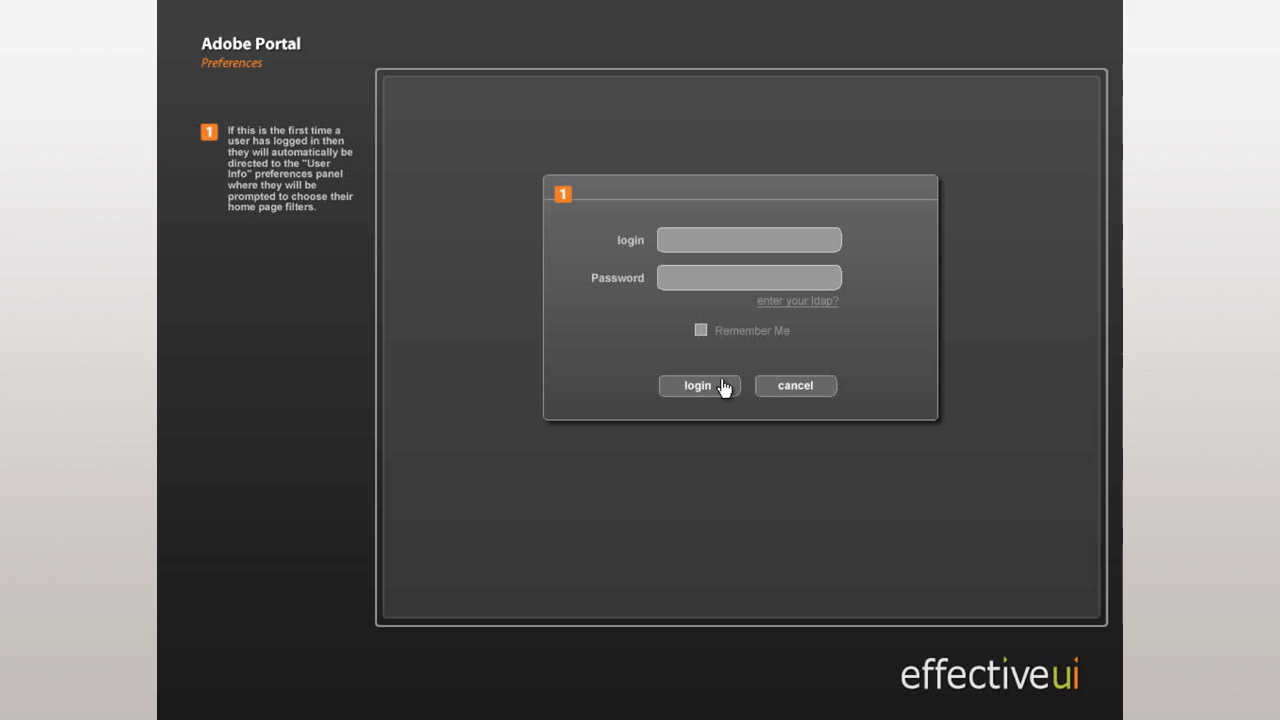 Adobe Portal
Preferences
1
If this is the first time a
user has logged in then
they will automatically be
directed to the "User
Info" preferences panel
where they will be
prompted to choose their
home page filters.
1
login
Password
enter your ldap?
Remember Me
login
cancel
effectiveui